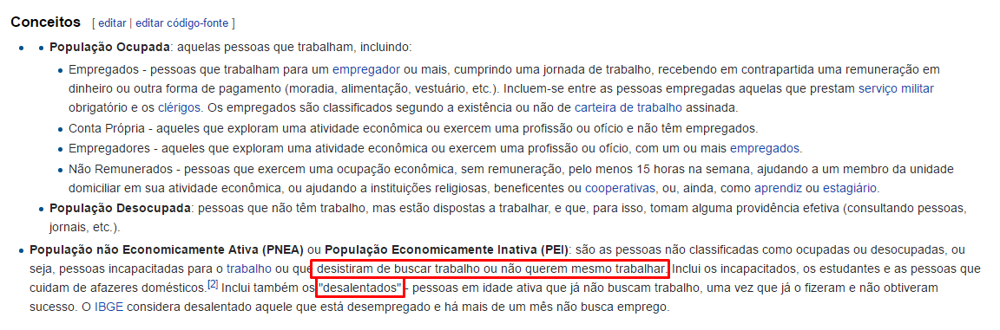 Conceitos [ editar | editar código-fonte ]
População Ocupada: aquelas pessoas que trabalham, incluindo:
Empregados - pessoas que trabalham para um empregador ou mais, cumprindo uma jornada de trabalho, recebendo em contrapartida uma remuneração em
dinheiro ou outra forma de pagamento (moradia, alimentação, vestuário, etc.). Incluem-se entre as pessoas empregadas aquelas que prestam serviço militar
obrigatório e os clérigos. Os empregados são classificados segundo a existência ou não de carteira de trabalho assinada.
Conta Própria - aqueles que exploram uma atividade econômica ou exercem uma profissão ou ofício e não têm empregados.
Empregadores - aqueles que exploram uma atividade econômica ou exercem uma profissão ou ofício, com um ou mais empregados.
Não Remunerados - pessoas que exercem uma ocupação econômica, sem remuneração, pelo menos 15 horas na semana, ajudando a um membro da unidade
domiciliar em sua atividade econômica, ou ajudando a instituições religiosas, beneficentes ou cooperativas, ou, ainda, como aprendiz ou estagiário.
População Desocupada: pessoas que não têm trabalho, mas estão dispostas a trabalhar, e que, para isso, tomam alguma providência efetiva (consultando pessoas,
jornais, etc.).
População não Economicamente Ativa (PNEA) ou População Economicamente Inativa (PEI): são as pessoas não classificadas como ocupadas ou desocupadas, ou
seja, pessoas incapacitadas para o trabalho ou que desistiram de buscar trabalho ou não querem mesmo trabalhar. Inclui os incapacitados, os estudantes e as pessoas que
cuidam de afazeres domésticos.[2] Inclui também os "desalentados" - pessoas em idade ativa que já não buscam trabalho, uma vez que já o fizeram e não obtiveram
sucesso. O IBGE considera desalentado aquele que está desempregado e há mais de um mês não busca emprego.